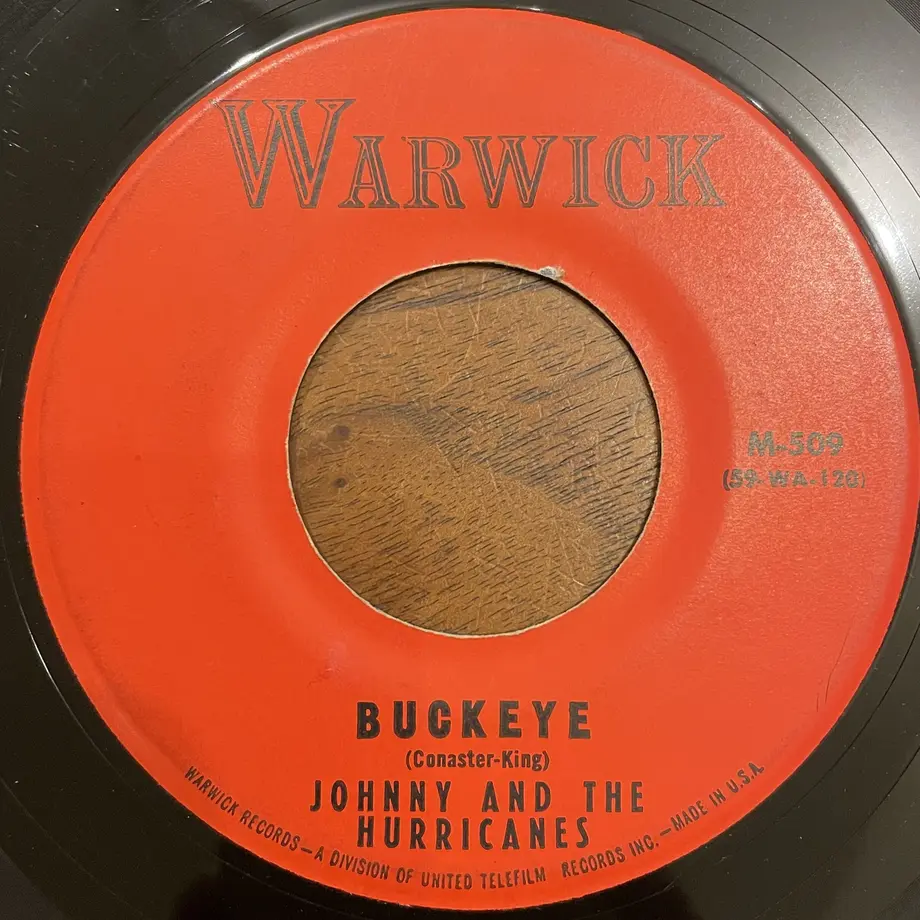 WARWICK
M-509
(59-WA-120)
BUCKEYE
(Conaster-King)
JOHNNY AND THE
HURRICANES
WARWICK RECORDS—A DIVISION OF UNITED TELEFILM RECORDS INC.—MADE IN U.S.A.